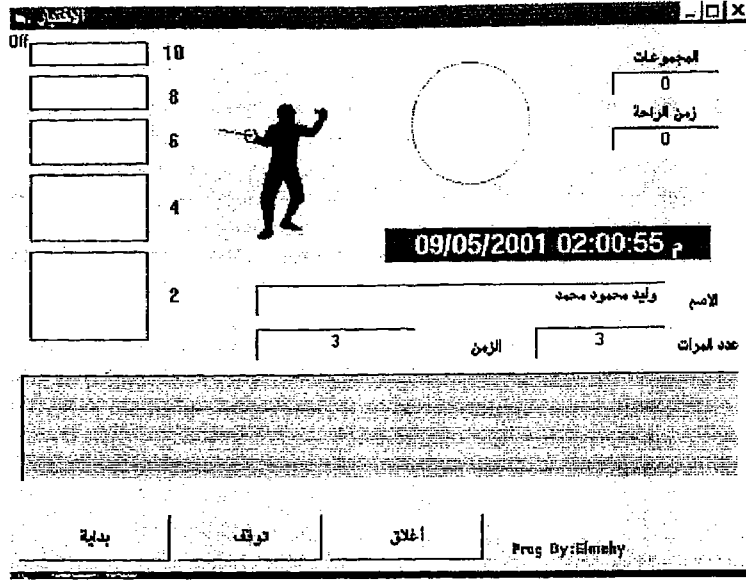 الاختبار
Off
10
8
6
4
2
المجموعات
0
زمن الراحة
0
09/05/2001 02:00:55 م
الاسم وليد محمود محمد
عدد المرات 3 الزمن 3
بداية توقف أغلاق
Prog By: